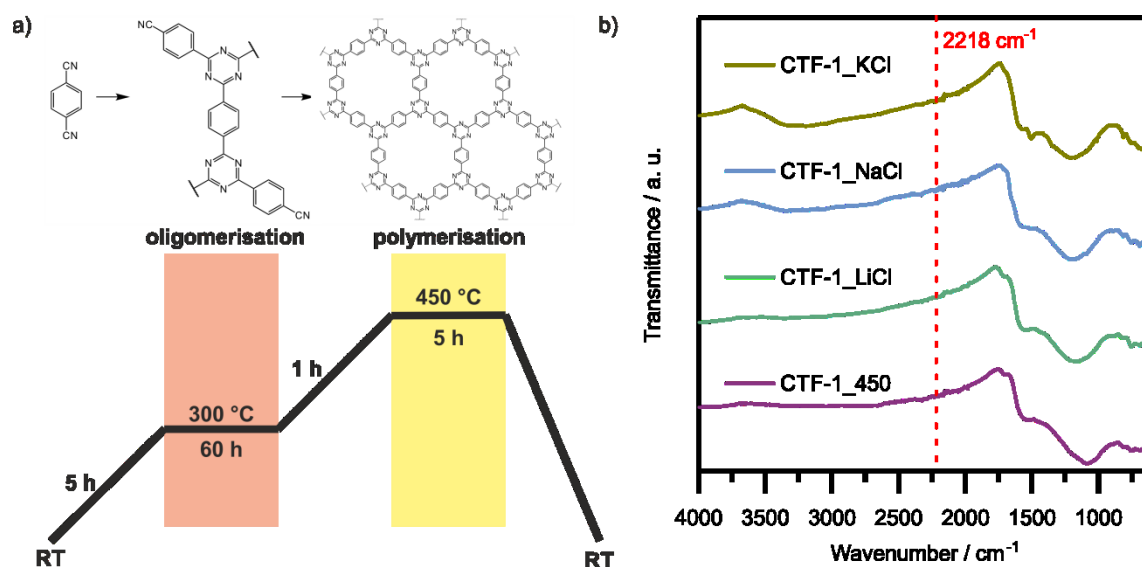 a)
CN
CN
NC
N N
N
N N
N
CN
oligomerisation
polymerisation
5 h
300 °C
60 h
1 h
450 °C
5 h
RT
RT
b)
2218 cm⁻¹
CTF-1_KCl
CTF-1_NaCl
CTF-1_LiCl
CTF-1_450
Transmittance / a. u.
4000 3500 3000 2500 2000 1500 1000
Wavenumber / cm⁻¹